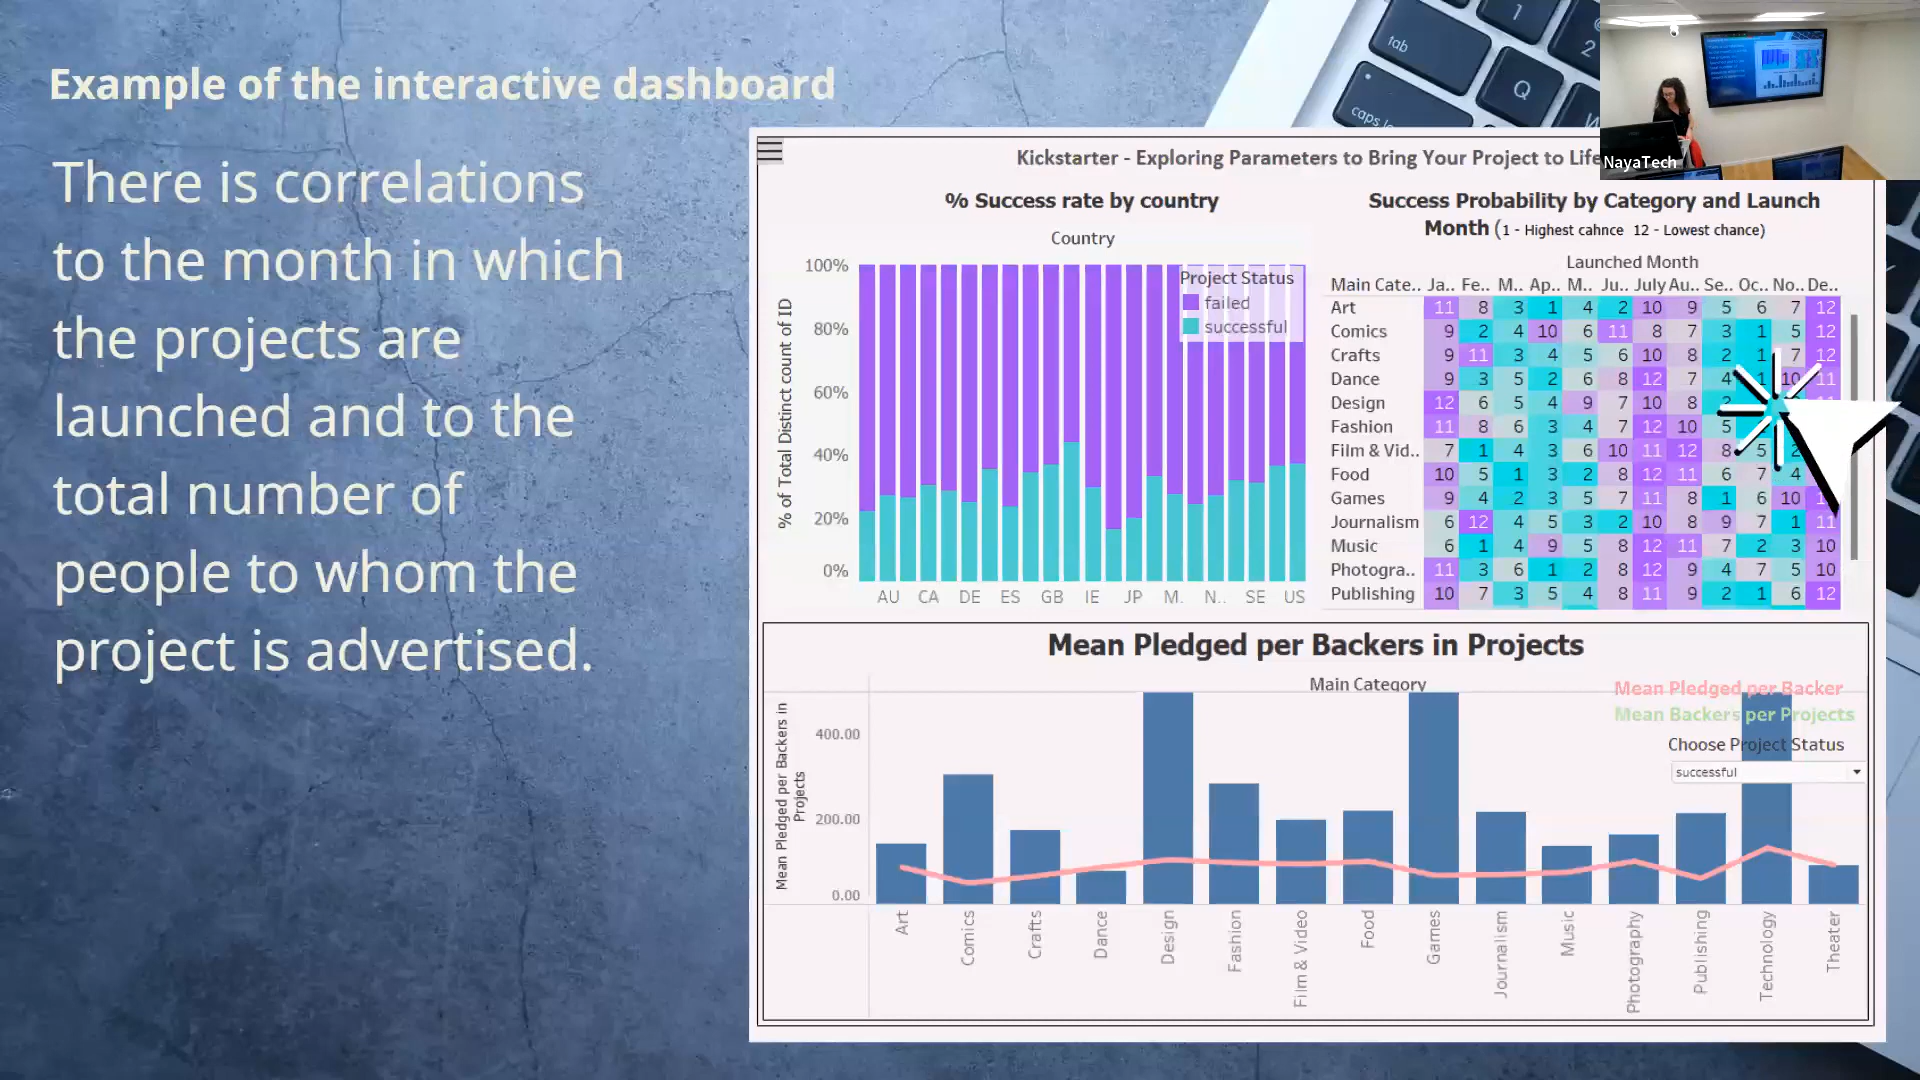 Example of the interactive dashboard
There is correlations
to the month in which
the projects are
launched and to the
total number of
people to whom the
project is advertised.
tab
1
2
Q
caps
NayaTech
Kickstarter - Exploring Parameters to Bring Your Project to Life
% Success rate by country
Country
Project Status
failed
successful
% of Total Distinct count of ID
100%
80%
60%
40%
20%
0%
AU CA DE ES GB IE JP M.. N.. SE US
Success Probability by Category and Launch
Month (1 - Highest cahnce 12 - Lowest chance)
Launched Month
Main Cate.. Ja.. Fe.. M.. Ap.. M.. Ju.. July Au.. Se.. Oc.. No.. De..
Art 11 8 3 1 4 2 10 9 5 6 7 12
Comics 9 2 4 10 6 11 8 7 3 1 5 12
Crafts 9 11 3 4 5 6 10 8 2 1 7 12
Dance 9 3 5 2 6 8 12 7 4 1 10 11
Design 12 6 5 4 9 7 10 8 2
Fashion 11 8 6 3 4 7 12 10 5
Film & Vid.. 7 1 4 3 6 10 11 12 8 5 2
Food 10 5 1 3 2 8 12 11 6 7 4
Games 9 4 2 3 5 7 11 8 1 6 10
Journalism 6 12 4 5 3 2 10 8 9 7 1 11
Music 6 1 4 9 5 8 12 11 7 2 3 10
Photogra.. 11 3 6 1 2 8 12 9 4 7 5 10
Publishing 10 7 3 5 4 8 11 9 2 1 6 12
Mean Pledged per Backers in Projects
Main Category
Mean Pledged per Backer
Mean Backers per Projects
Choose Project Status
successful
Mean Pledged per Backers in
Projects
400.00
200.00
0.00
Art
Comics
Crafts
Dance
Design
Fashion
Film & Video
Food
Games
Journalism
Music
Photography
Publishing
Technology
Theater